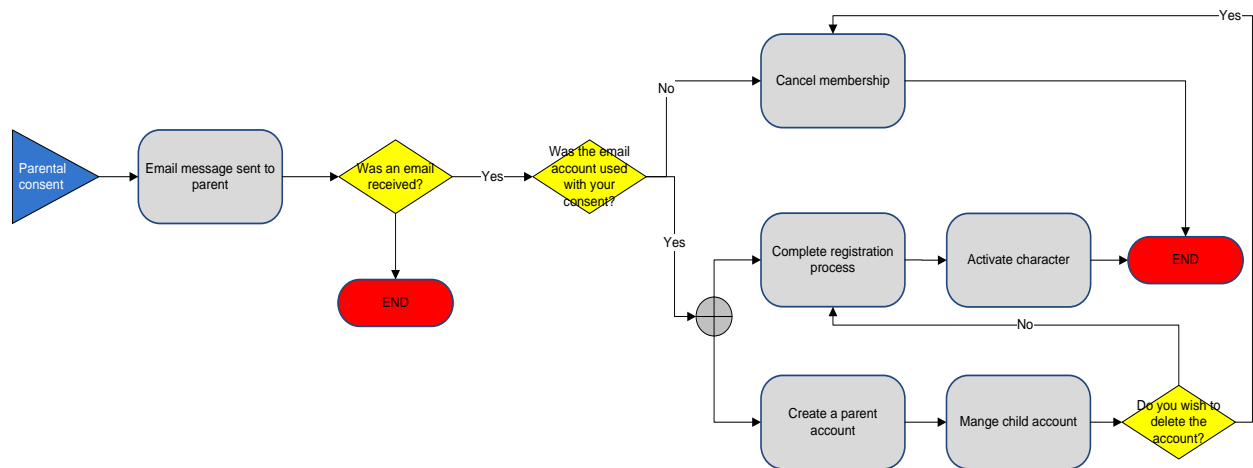 Yes
Cancel membership
No
Parental
consent
Email message sent to
parent
Was an email
received?
Yes
Was the email
account used
with your
consent?
Yes
Complete registration
process
Activate character
END
END
No
Create a parent
account
Mange child account
Do you wish to
delete the
account?